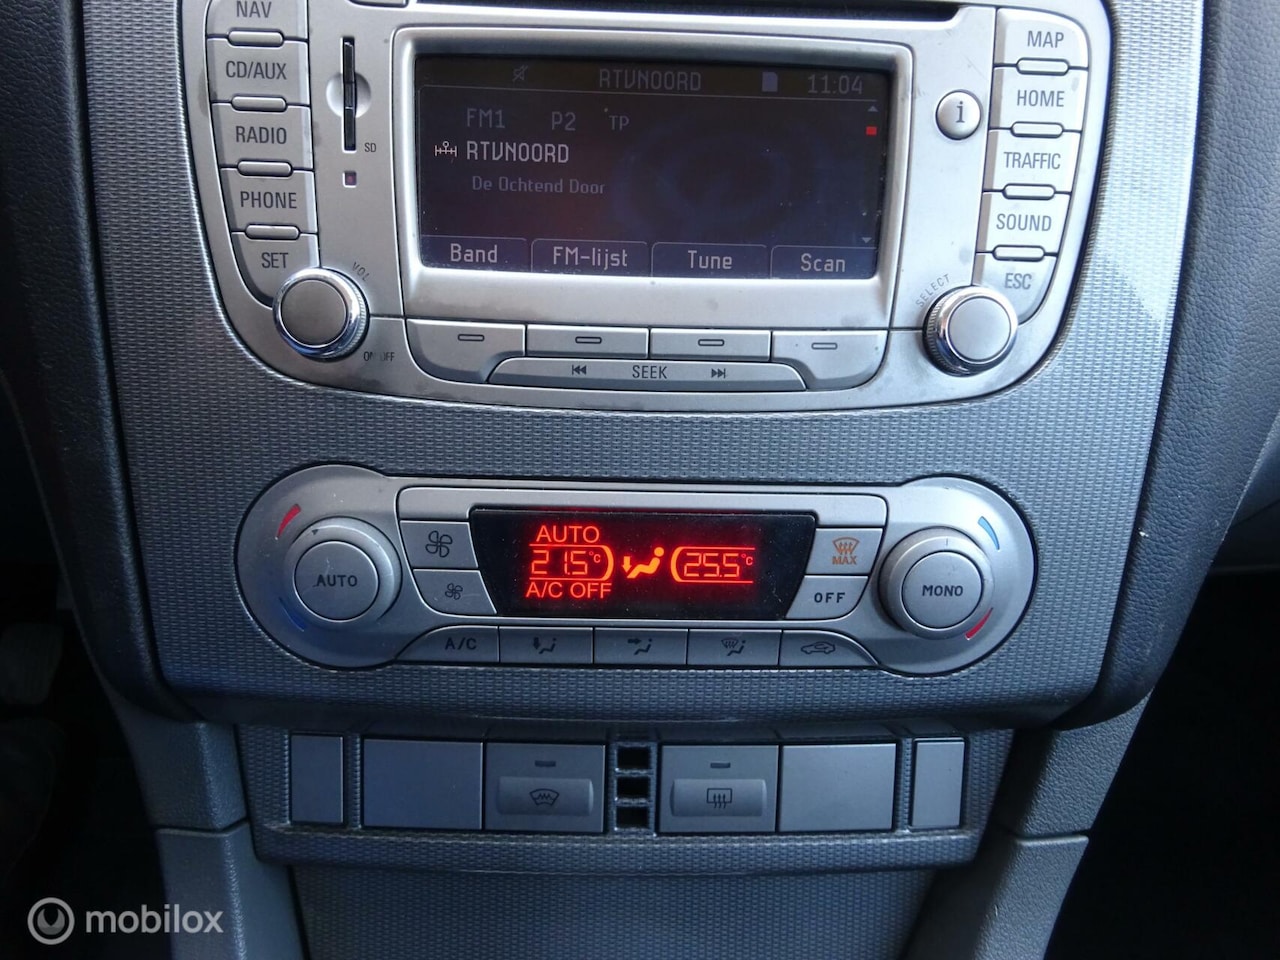 NAV
CD/AUX
RADIO
PHONE
SET
SD
VOL
ON/OFF
RTVNOORD 11:04
FM1 P2 TP
RTVNOORD
De Ochtend Door
Band FM-lijst Tune Scan
SEEK
MAP
i
HOME
TRAFFIC
SOUND
ESC
SELECT
AUTO
AUTO
21.5°C 25.5°C
A/C OFF
MAX
OFF
MONO
A/C
mobilox